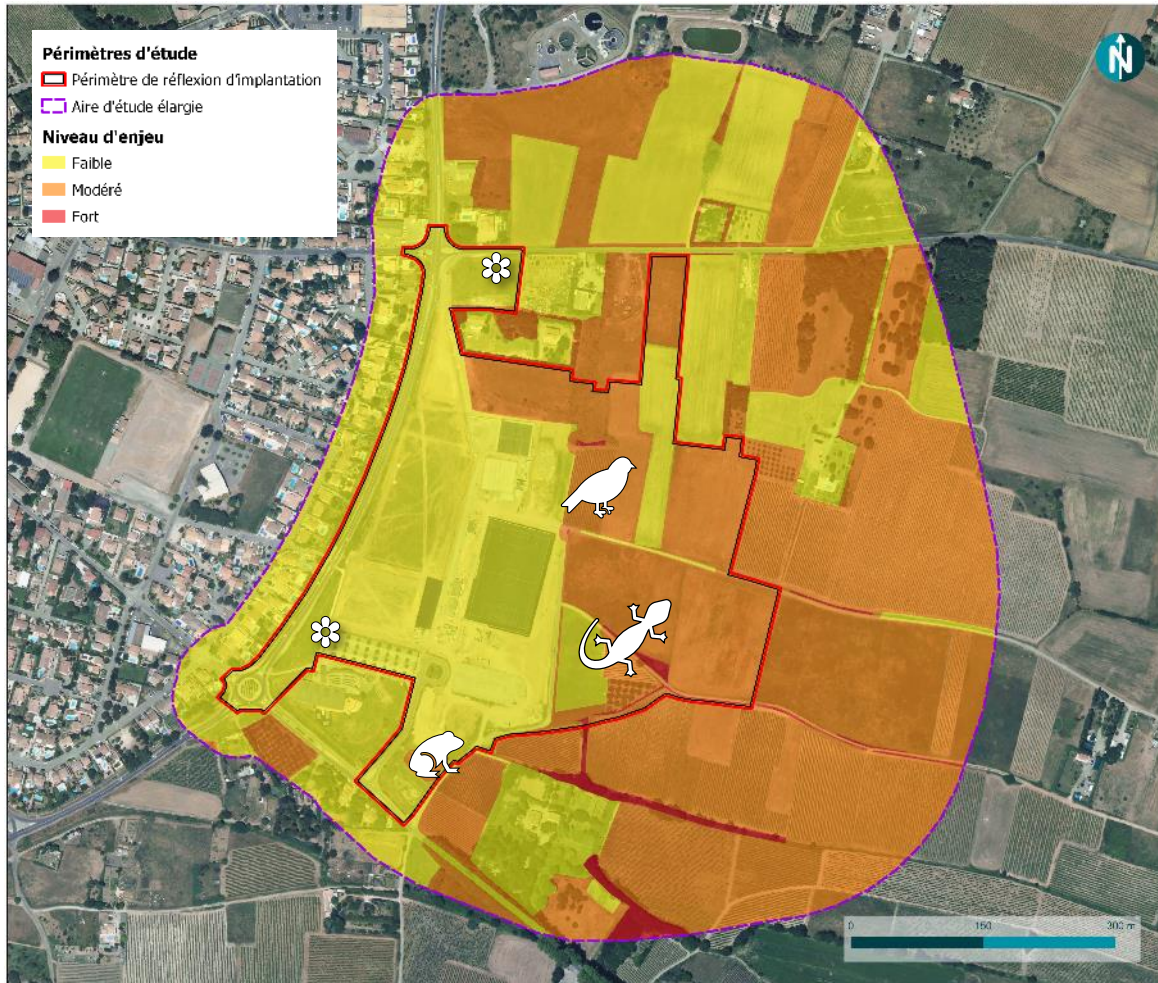 Périmètres d'étude
Périmètre de réflexion d'implantation
Aire d'étude élargie
Niveau d'enjeu
Faible
Modéré
Fort
N
0 150 300 m